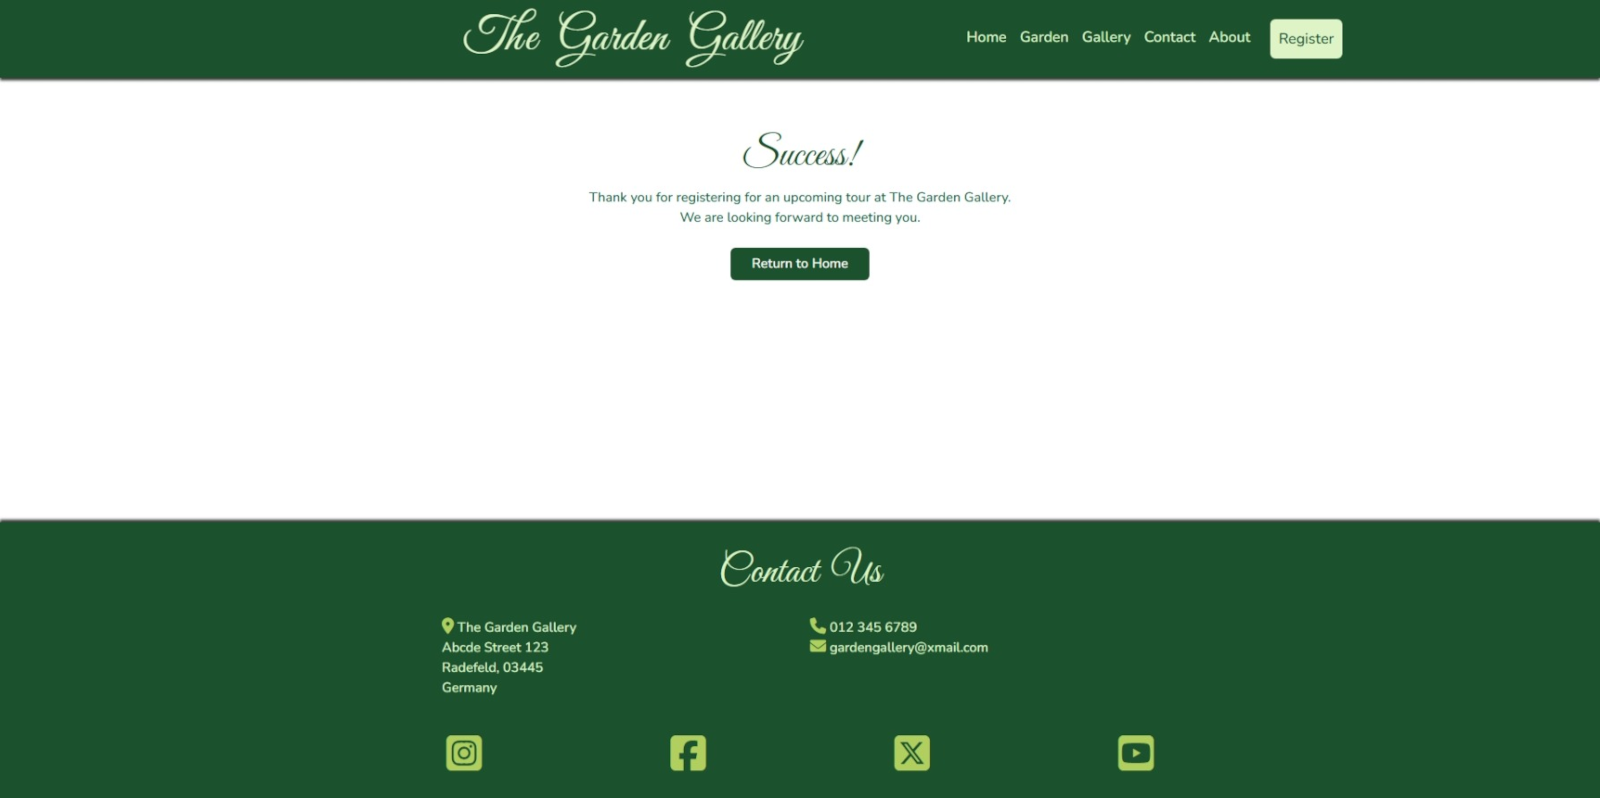 The Garden Gallery
Home Garden Gallery Contact About Register
Success!
Thank you for registering for an upcoming tour at The Garden Gallery.
We are looking forward to meeting you.
Return to Home
Contact Us
The Garden Gallery
Abcde Street 123
Radefeld, 03445
Germany
012 345 6789
gardengallery@xmail.com